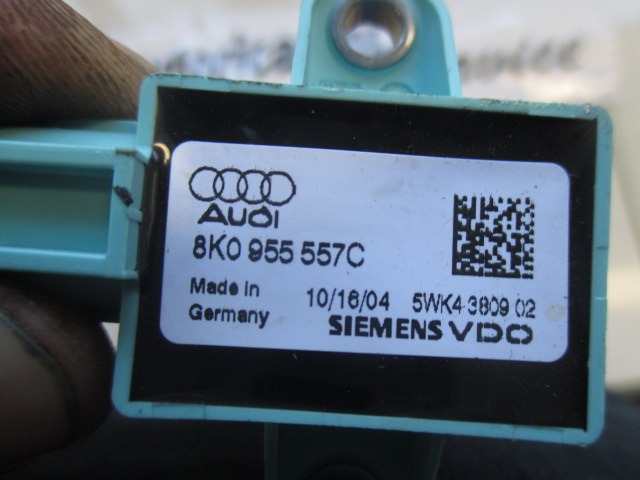 Audi
8K0 955 557C
Made in Germany
10/16/04 5WK4 3809 02
SIEMENS VDO